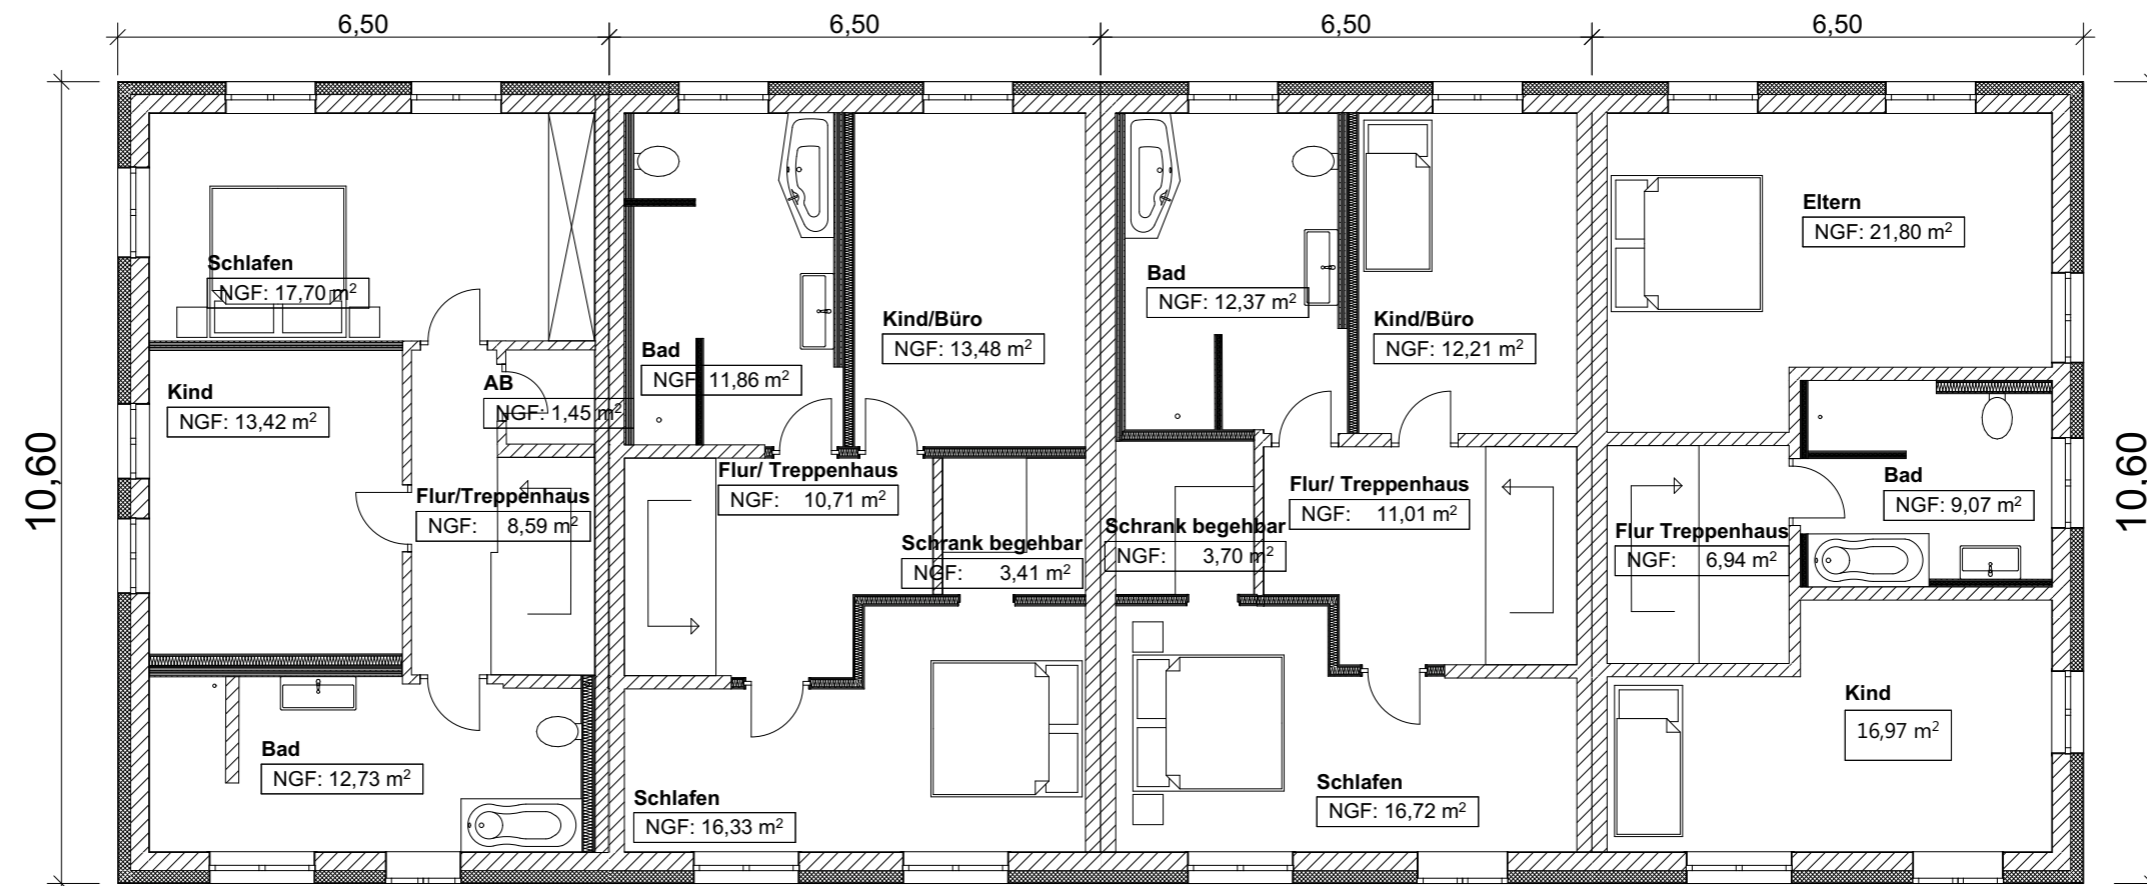 6,50
6,50
6,50
6,50
10,60
10,60
Schlafen
NGF: 17,70 m²
Kind
NGF: 13,42 m²
AB
NGF: 1,45 m²
Flur/Treppenhaus
NGF: 8,59 m²
Bad
NGF: 12,73 m²
Bad
NGF: 11,86 m²
Kind/Büro
NGF: 13,48 m²
Flur/ Treppenhaus
NGF: 10,71 m²
Schrank begehbar
NGF: 3,41 m²
Schlafen
NGF: 16,33 m²
Bad
NGF: 12,37 m²
Kind/Büro
NGF: 12,21 m²
Flur/ Treppenhaus
NGF: 11,01 m²
Schrank begehbar
NGF: 3,70 m²
Schlafen
NGF: 16,72 m²
Eltern
NGF: 21,80 m²
Bad
NGF: 9,07 m²
Flur Treppenhaus
NGF: 6,94 m²
Kind
16,97 m²